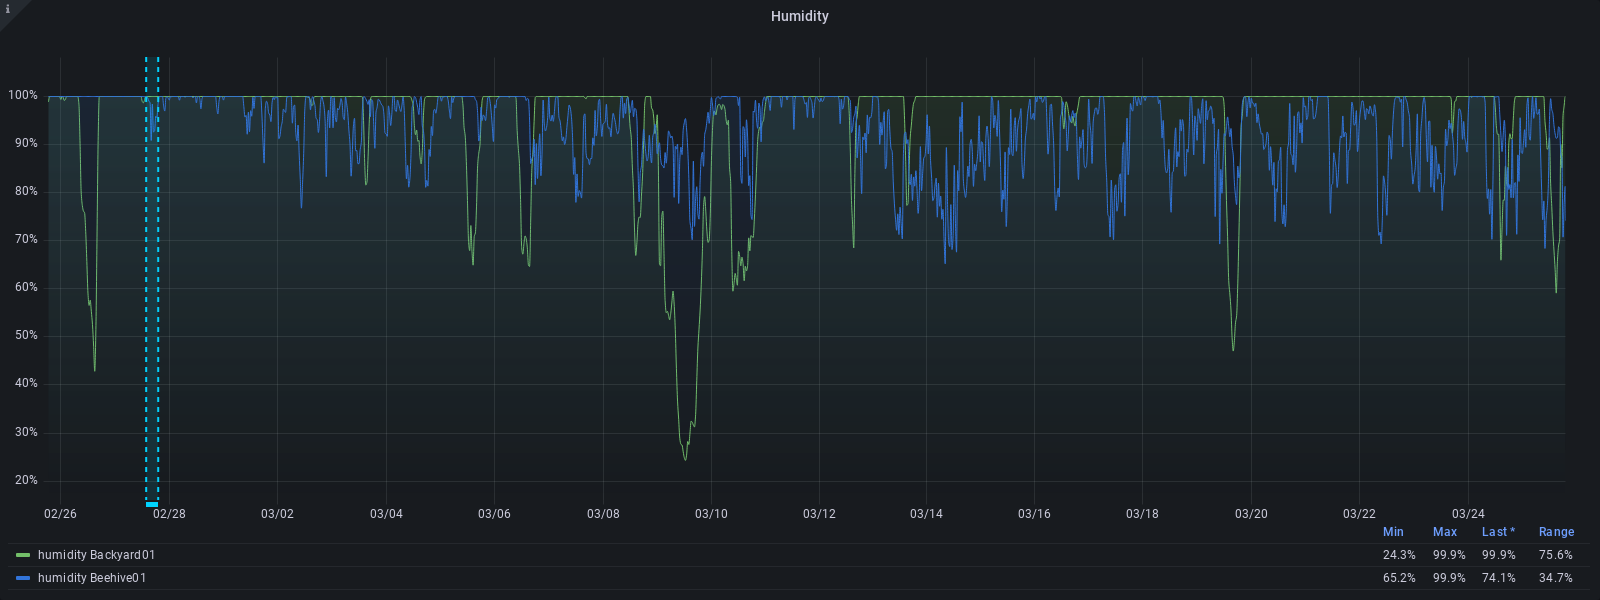 i
Humidity
100%
90%
80%
70%
60%
50%
40%
30%
20%
02/26 02/28 03/02 03/04 03/06 03/08 03/10 03/12 03/14 03/16 03/18 03/20 03/22 03/24
Min Max Last * Range
humidity Backyard01 24.3% 99.9% 99.9% 75.6%
humidity Beehive01 65.2% 99.9% 74.1% 34.7%